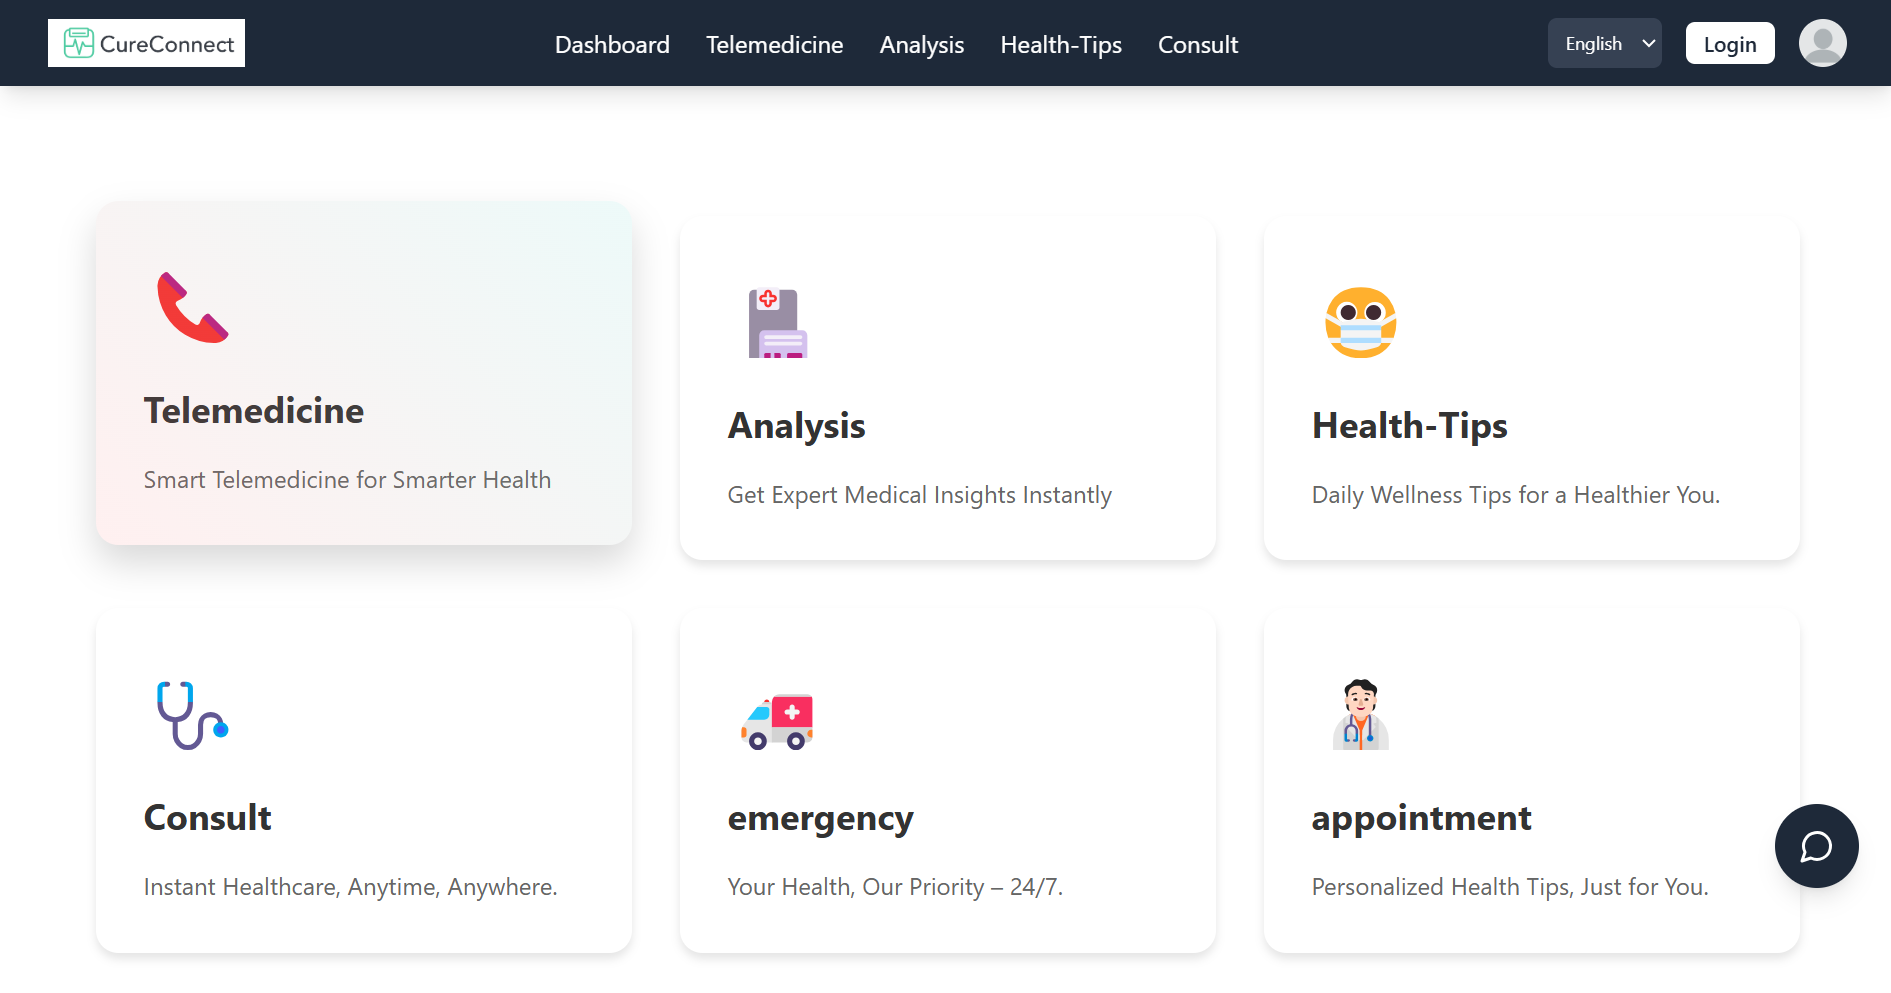 CureConnect
Dashboard Telemedicine Analysis Health-Tips Consult
English
Login
Telemedicine
Smart Telemedicine for Smarter Health
Analysis
Get Expert Medical Insights Instantly
Health-Tips
Daily Wellness Tips for a Healthier You.
Consult
Instant Healthcare, Anytime, Anywhere.
emergency
Your Health, Our Priority – 24/7.
appointment
Personalized Health Tips, Just for You.